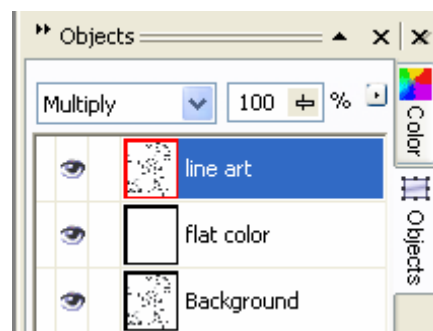 Objects
Multiply 100 %
line art
flat color
Background
Color
Objects